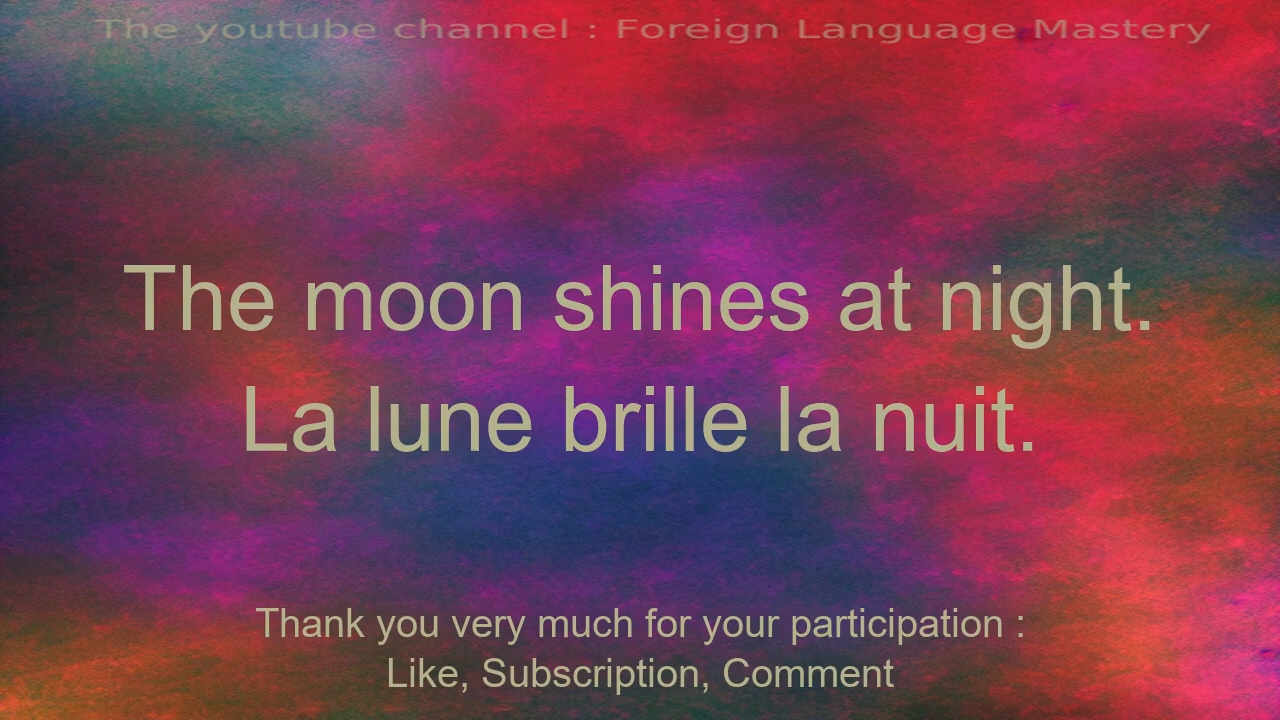 The youtube channel : Foreign Language Mastery
The moon shines at night.
La lune brille la nuit.
Thank you very much for your participation :
Like, Subscription, Comment